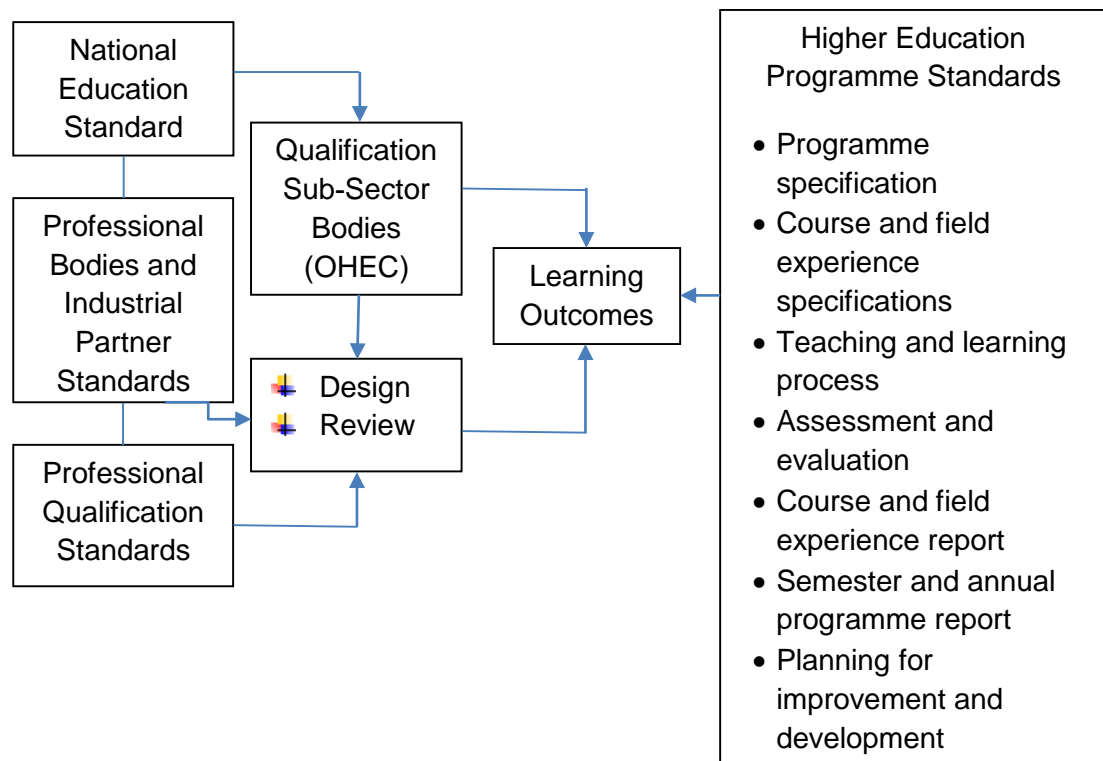 National
Education
Standard
Professional
Bodies and
Industrial
Partner
Standards
Professional
Qualification
Standards
Qualification
Sub-Sector
Bodies
(OHEC)
Design
Review
Learning
Outcomes
Higher Education
Programme Standards
• Programme
specification
• Course and field
experience
specifications
• Teaching and learning
process
• Assessment and
evaluation
• Course and field
experience report
• Semester and annual
programme report
• Planning for
improvement and
development